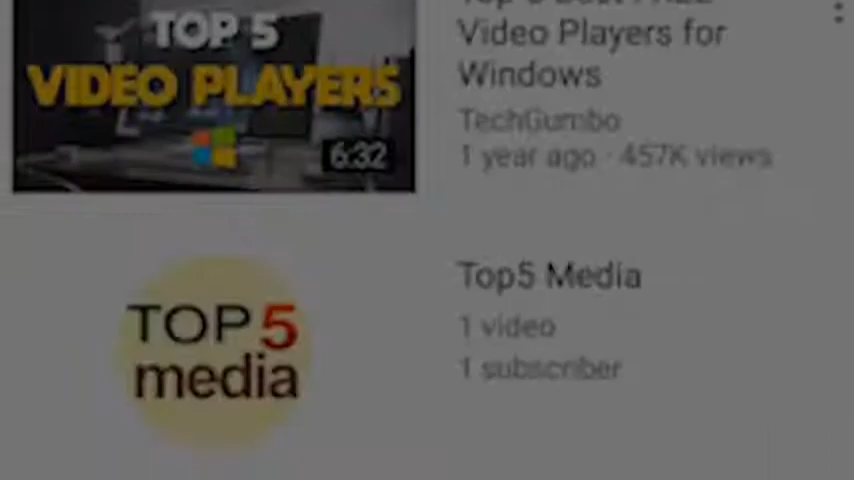 TOP 5
VIDEO PLAYERS
6:32
Video Players for
Windows
TechGumbo
1 year ago · 457K views
TOP 5
media
Top5 Media
1 video
1 subscriber